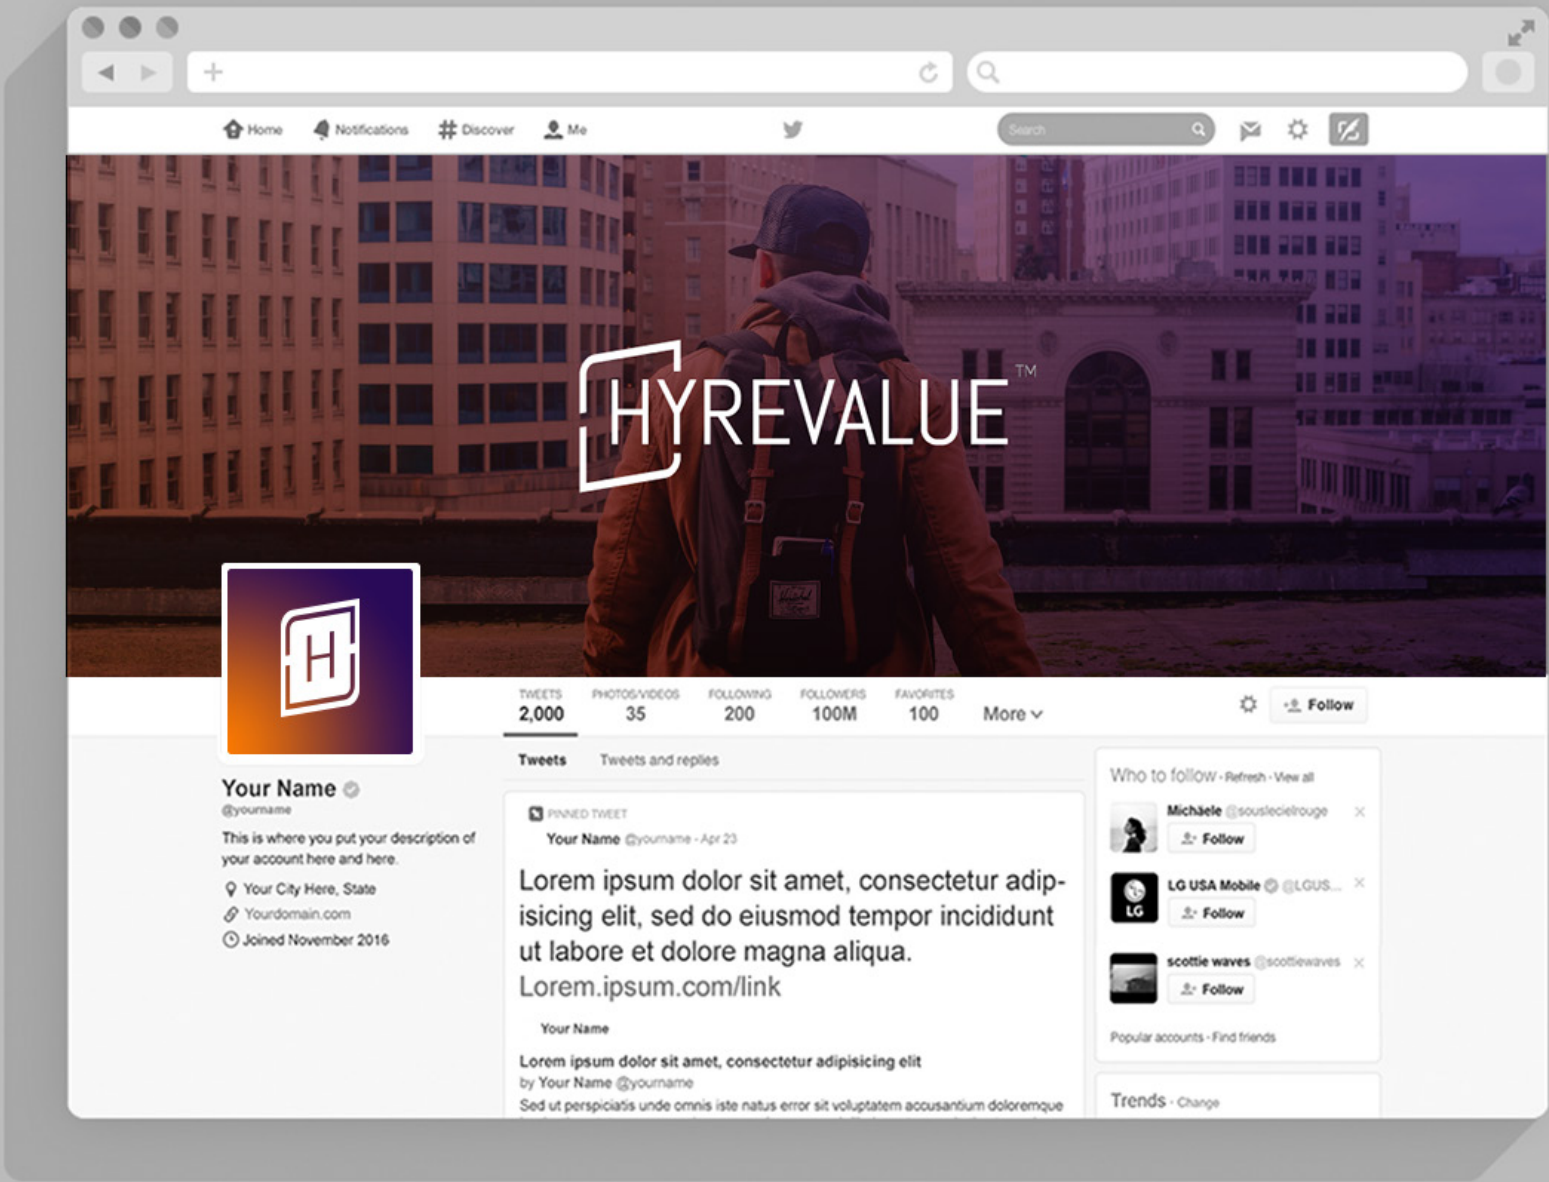 Home
Notifications
Discover
Me
Search
HYREVALUE™
H
TWEETS
2,000
PHOTOS/VIDEOS
35
FOLLOWING
200
FOLLOWERS
100M
FAVORITES
100
More
Follow
Your Name
@yourname
This is where you put your description of
your account here and here.
Your City Here, State
Yourdomain.com
Joined November 2016
Tweets
Tweets and replies
PINNED TWEET
Your Name @yourname - Apr 23
Lorem ipsum dolor sit amet, consectetur adip-
isicing elit, sed do eiusmod tempor incididunt
ut labore et dolore magna aliqua.
Lorem.ipsum.com/link
Your Name
Lorem ipsum dolor sit amet, consectetur adipisicing elit
by Your Name @yourname
Sed ut perspiciatis unde omnis iste natus error sit voluptatem accusantium doloremque
Who to follow · Refresh · View all
Michäele @souslecielrouge
Follow
LG
LG USA Mobile @LGUS...
Follow
scottie waves @scottiewaves
Follow
Popular accounts · Find friends
Trends · Change